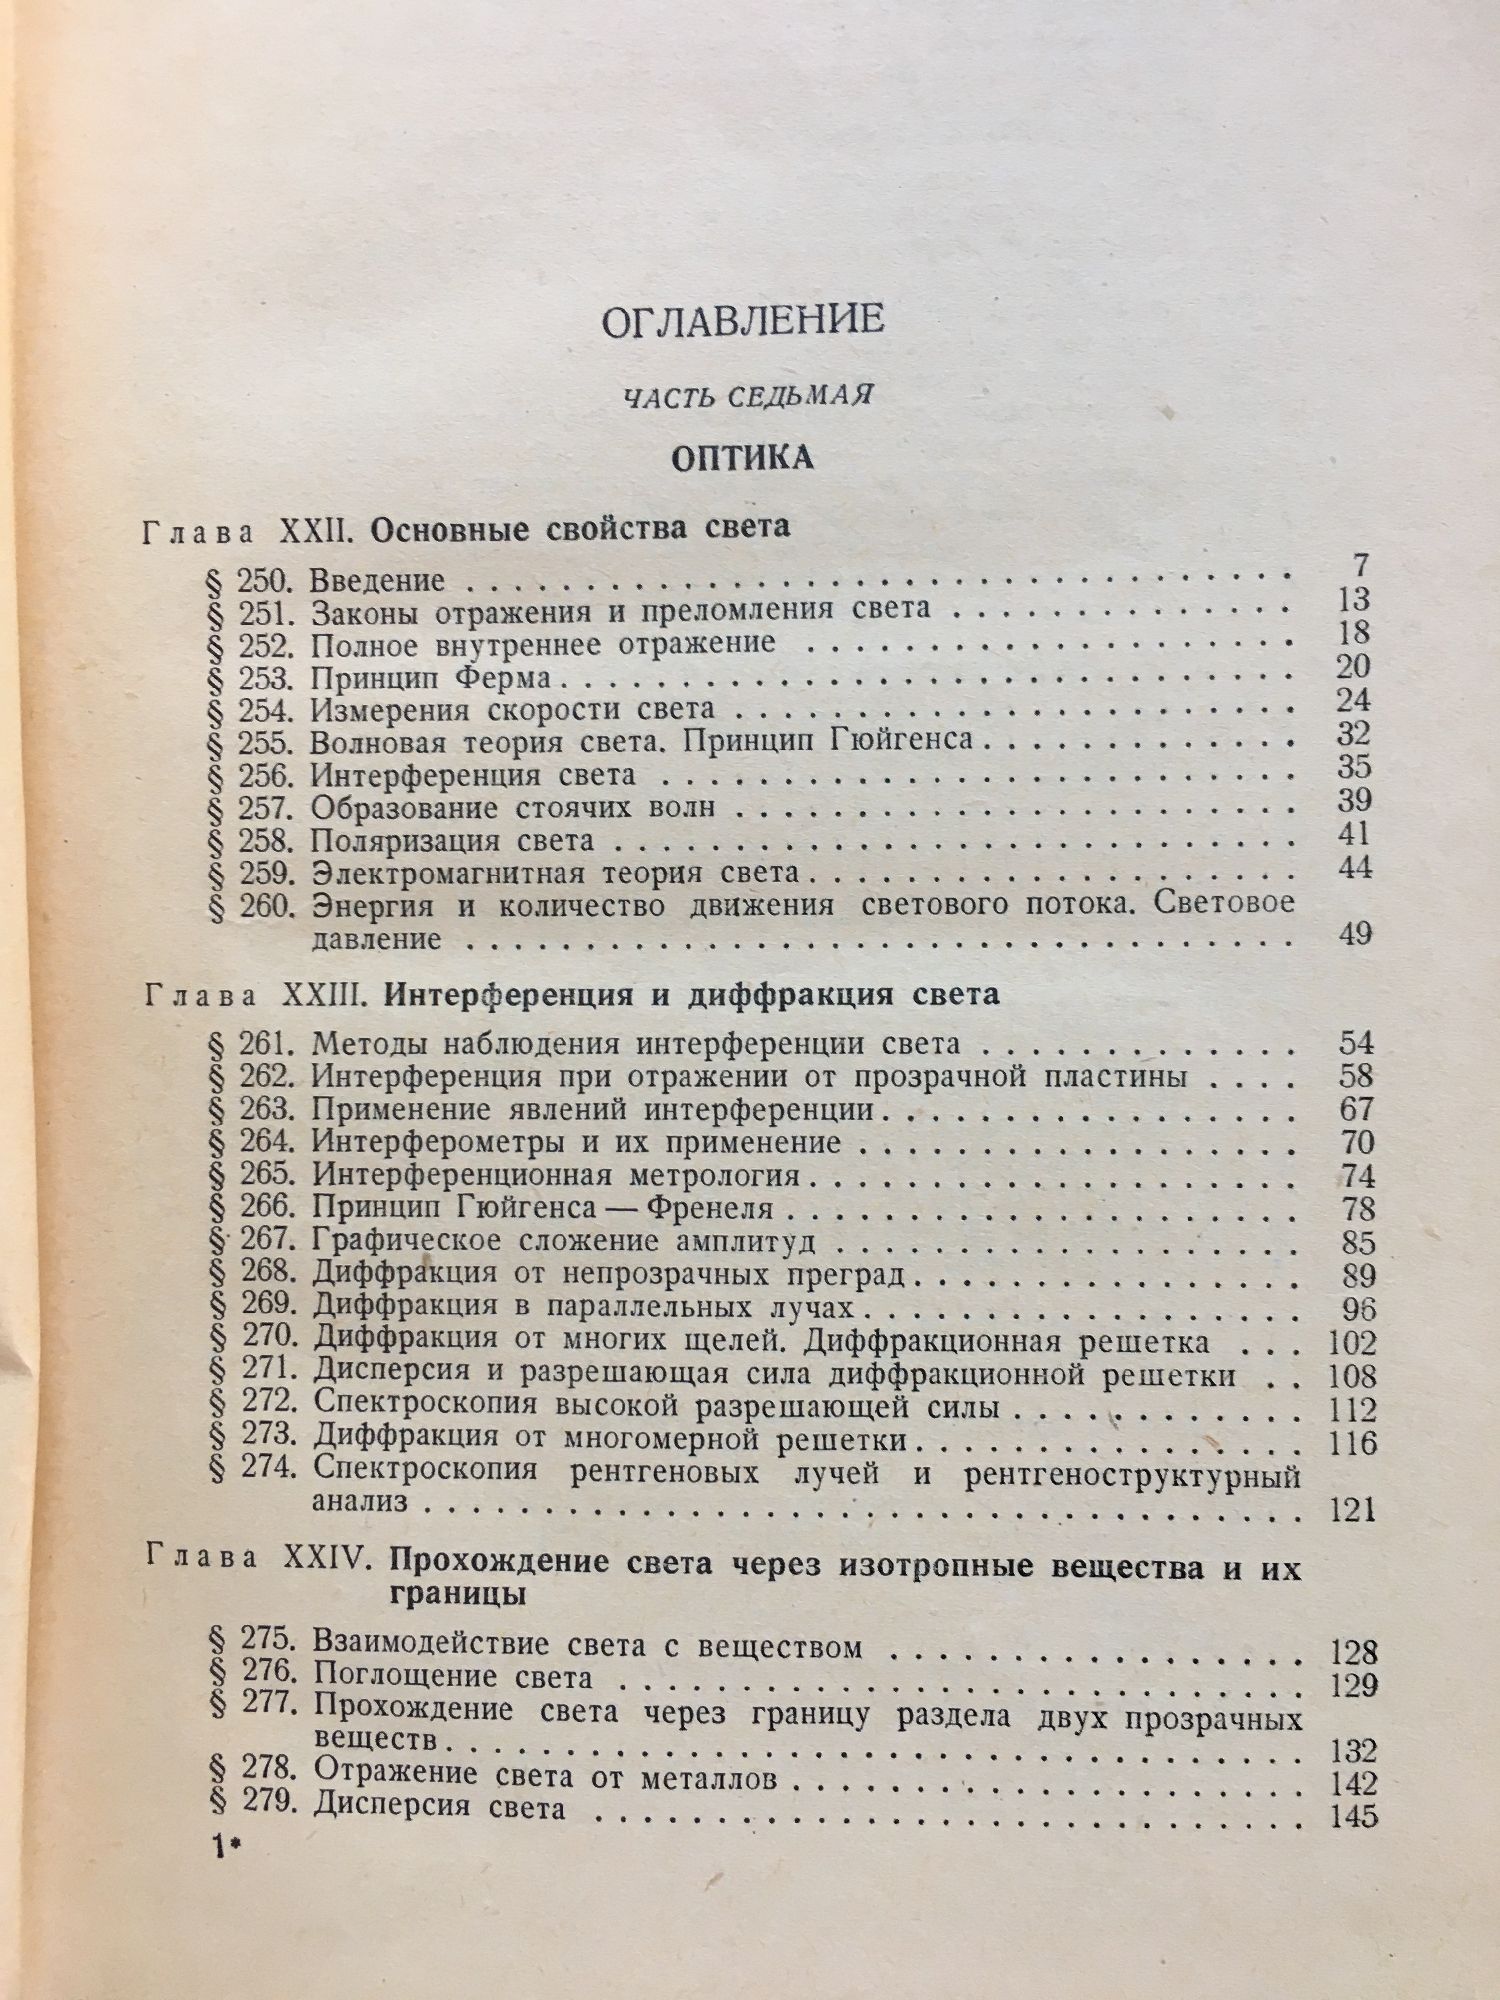 ОГЛАВЛЕНИЕ
ЧАСТЬ СЕДЬМАЯ
ОПТИКА
Глава XXII. Основные свойства света
§ 250. Введение . . . . . . . . . . . . . . . . . . . . 7
§ 251. Законы отражения и преломления света . . . . . . . . . . 13
§ 252. Полное внутреннее отражение . . . . . . . . . . 18
§ 253. Принцип Ферма . . . . . . . . . . 20
§ 254. Измерения скорости света . . . . . . . . . . 24
§ 255. Волновая теория света. Принцип Гюйгенса . . . . . . . . . . 32
§ 256. Интерференция света . . . . . . . . . . 35
§ 257. Образование стоячих волн . . . . . . . . . . 39
§ 258. Поляризация света . . . . . . . . . . 41
§ 259. Электромагнитная теория света . . . . . . . . . . 44
§ 260. Энергия и количество движения светового потока. Световое
давление . . . . . . . . . . 49
Глава XXIII. Интерференция и диффракция света
§ 261. Методы наблюдения интерференции света . . . . . . . . . . 54
§ 262. Интерференция при отражении от прозрачной пластины . . . . 58
§ 263. Применение явлений интерференции . . . . . . . . . . 67
§ 264. Интерферометры и их применение . . . . . . . . . . 70
§ 265. Интерференционная метрология . . . . . . . . . . 74
§ 266. Принцип Гюйгенса — Френеля . . . . . . . . . . 78
§ 267. Графическое сложение амплитуд . . . . . . . . . . 85
§ 268. Диффракция от непрозрачных преград . . . . . . . . . . 89
§ 269. Диффракция в параллельных лучах . . . . . . . . . . 96
§ 270. Диффракция от многих щелей. Диффракционная решетка . . . 102
§ 271. Дисперсия и разрешающая сила диффракционной решетки . . 108
§ 272. Спектроскопия высокой разрешающей силы . . . . . . . . . . 112
§ 273. Диффракция от многомерной решетки . . . . . . . . . . 116
§ 274. Спектроскопия рентгеновых лучей и рентгеноструктурный
анализ . . . . . . . . . . 121
Глава XXIV. Прохождение света через изотропные вещества и их
границы
§ 275. Взаимодействие света с веществом . . . . . . . . . . 128
§ 276. Поглощение света . . . . . . . . . . 129
§ 277. Прохождение света через границу раздела двух прозрачных
веществ . . . . . . . . . . 132
§ 278. Отражение света от металлов . . . . . . . . . . 142
§ 279. Дисперсия света . . . . . . . . . . 145
1*